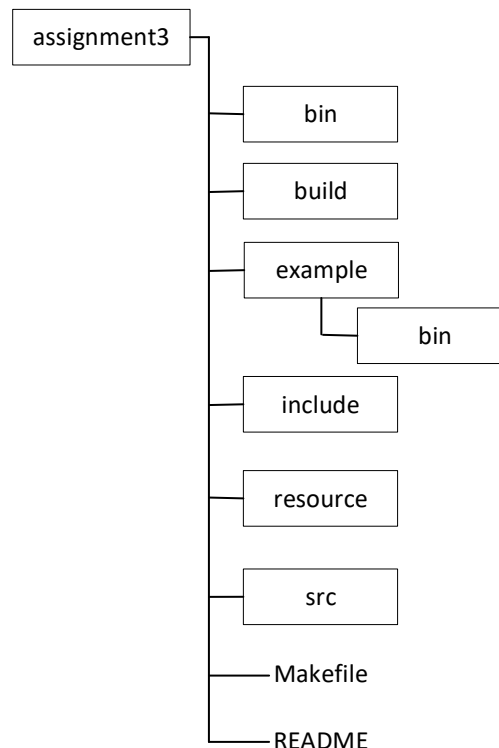 assignment3
bin
build
example
bin
include
resource
src
Makefile
README